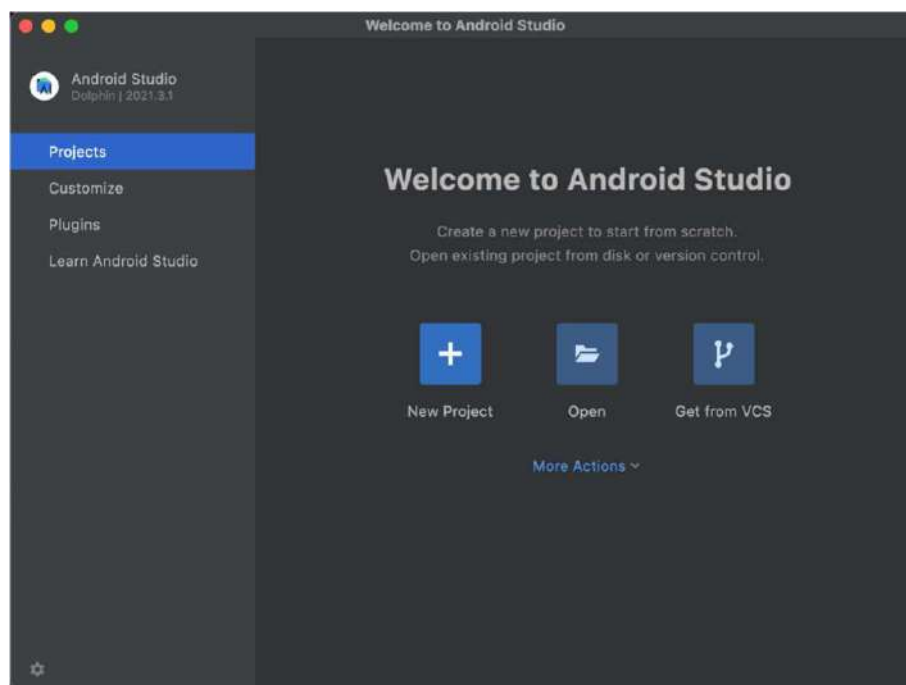 Welcome to Android Studio
Android Studio
Dolphin | 2021.3.1
Projects
Customize
Plugins
Learn Android Studio
Welcome to Android Studio
Create a new project to start from scratch.
Open existing project from disk or version control.
New Project
Open
Get from VCS
More Actions